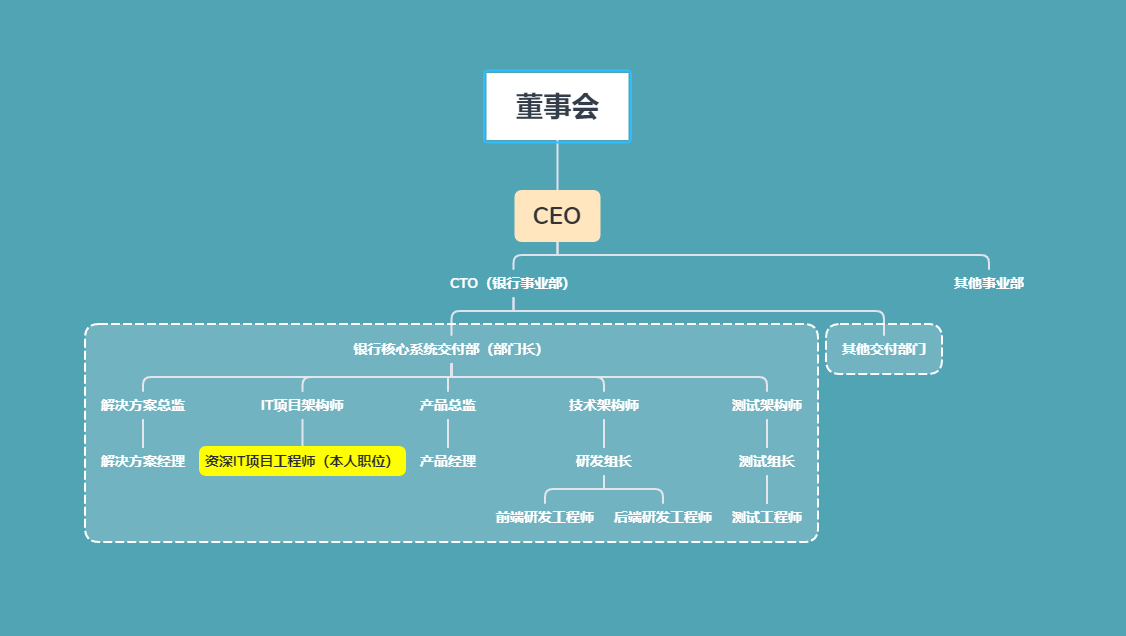 董事会
CEO
CTO（银行事业部）
其他事业部
银行核心系统交付部（部门长）
其他交付部门
解决方案总监
IT项目架构师
产品总监
技术架构师
测试架构师
解决方案经理
资深IT项目工程师（本人职位）
产品经理
研发组长
测试组长
前端研发工程师
后端研发工程师
测试工程师